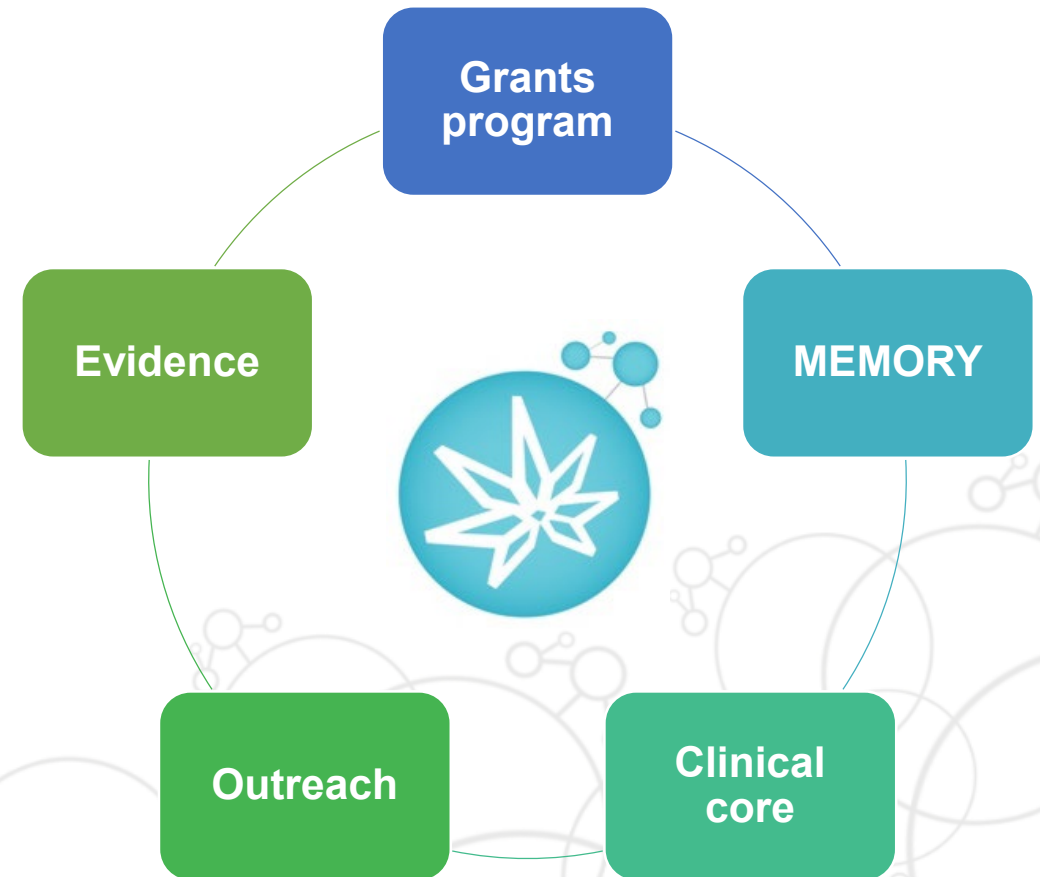 Grants
program
Evidence
MEMORY
Outreach
Clinical
core